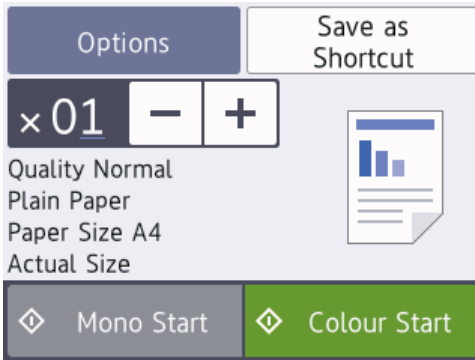 Options
Save as
Shortcut
×01
− +
Quality Normal
Plain Paper
Paper Size A4
Actual Size
Mono Start
Colour Start